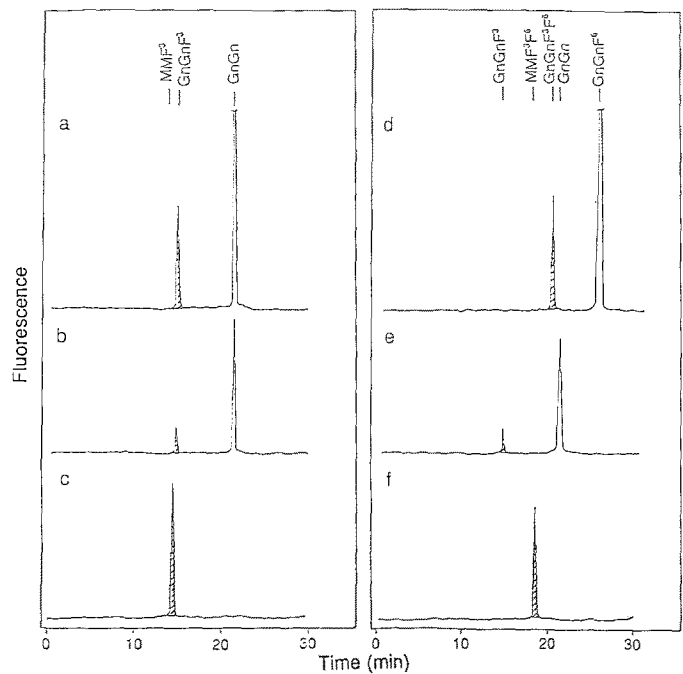 MMF³
GnGnF³
GnGn
GnGnF³
MMF³F⁶
GnGnF³F⁶
GnGn
GnGnF⁶
a
d
b
e
c
f
Fluorescence
0 10 20 30
0 10 20 30
Time (min)